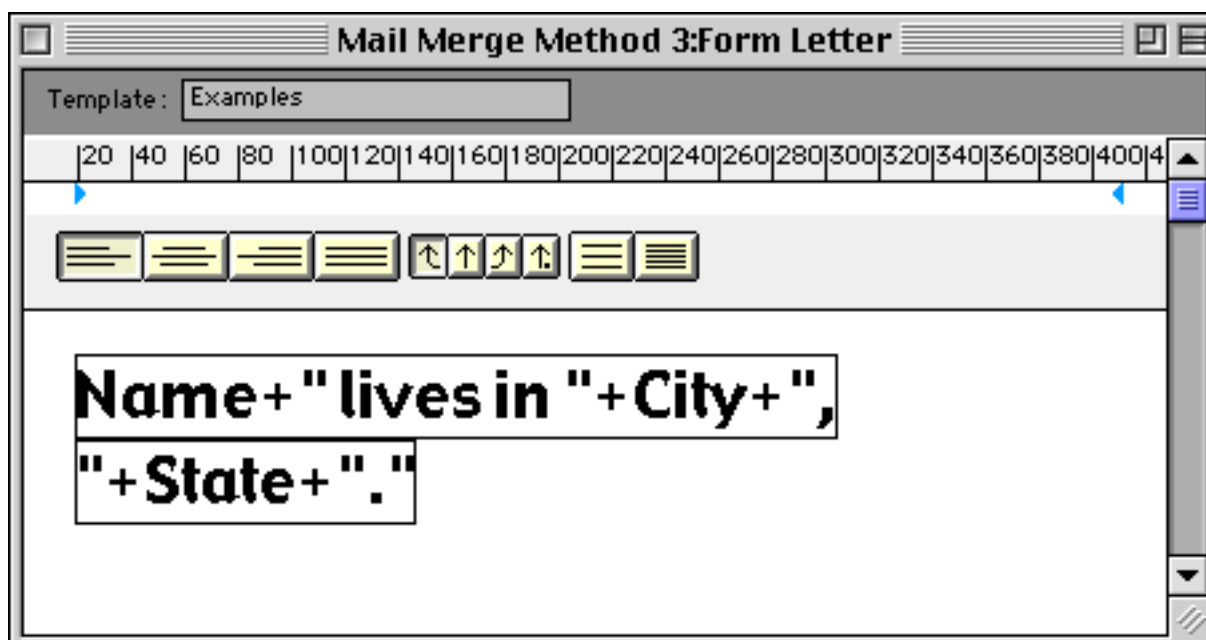 Mail Merge Method 3:Form Letter
Template: Examples
|20 |40 |60 |80 |100|120|140|160|180|200|220|240|260|280|300|320|340|360|380|400|4
Name+" lives in "+City+",
"+State+"."